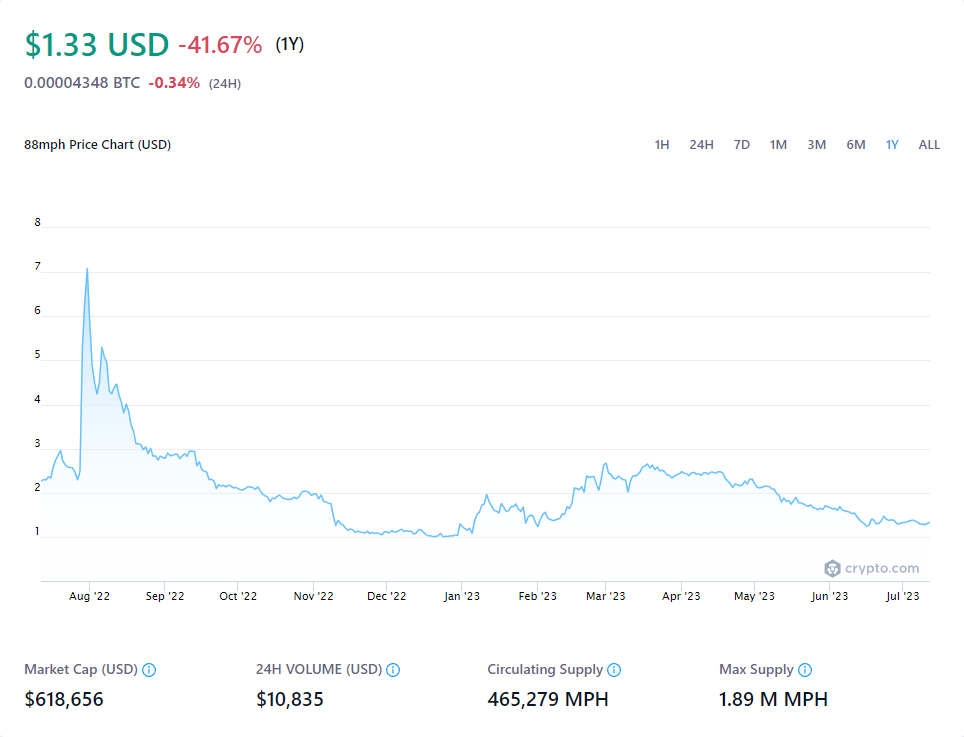 $1.33 USD -41.67% (1Y)
0.00004348 BTC -0.34% (24H)
88mph Price Chart (USD) 1H 24H 7D 1M 3M 6M 1Y ALL
8
7
6
5
4
3
2
1
crypto.com
Aug '22 Sep '22 Oct '22 Nov '22 Dec '22 Jan '23 Feb '23 Mar '23 Apr '23 May '23 Jun '23 Jul '23
Market Cap (USD) 24H VOLUME (USD) Circulating Supply Max Supply
$618,656 $10,835 465,279 MPH 1.89 M MPH